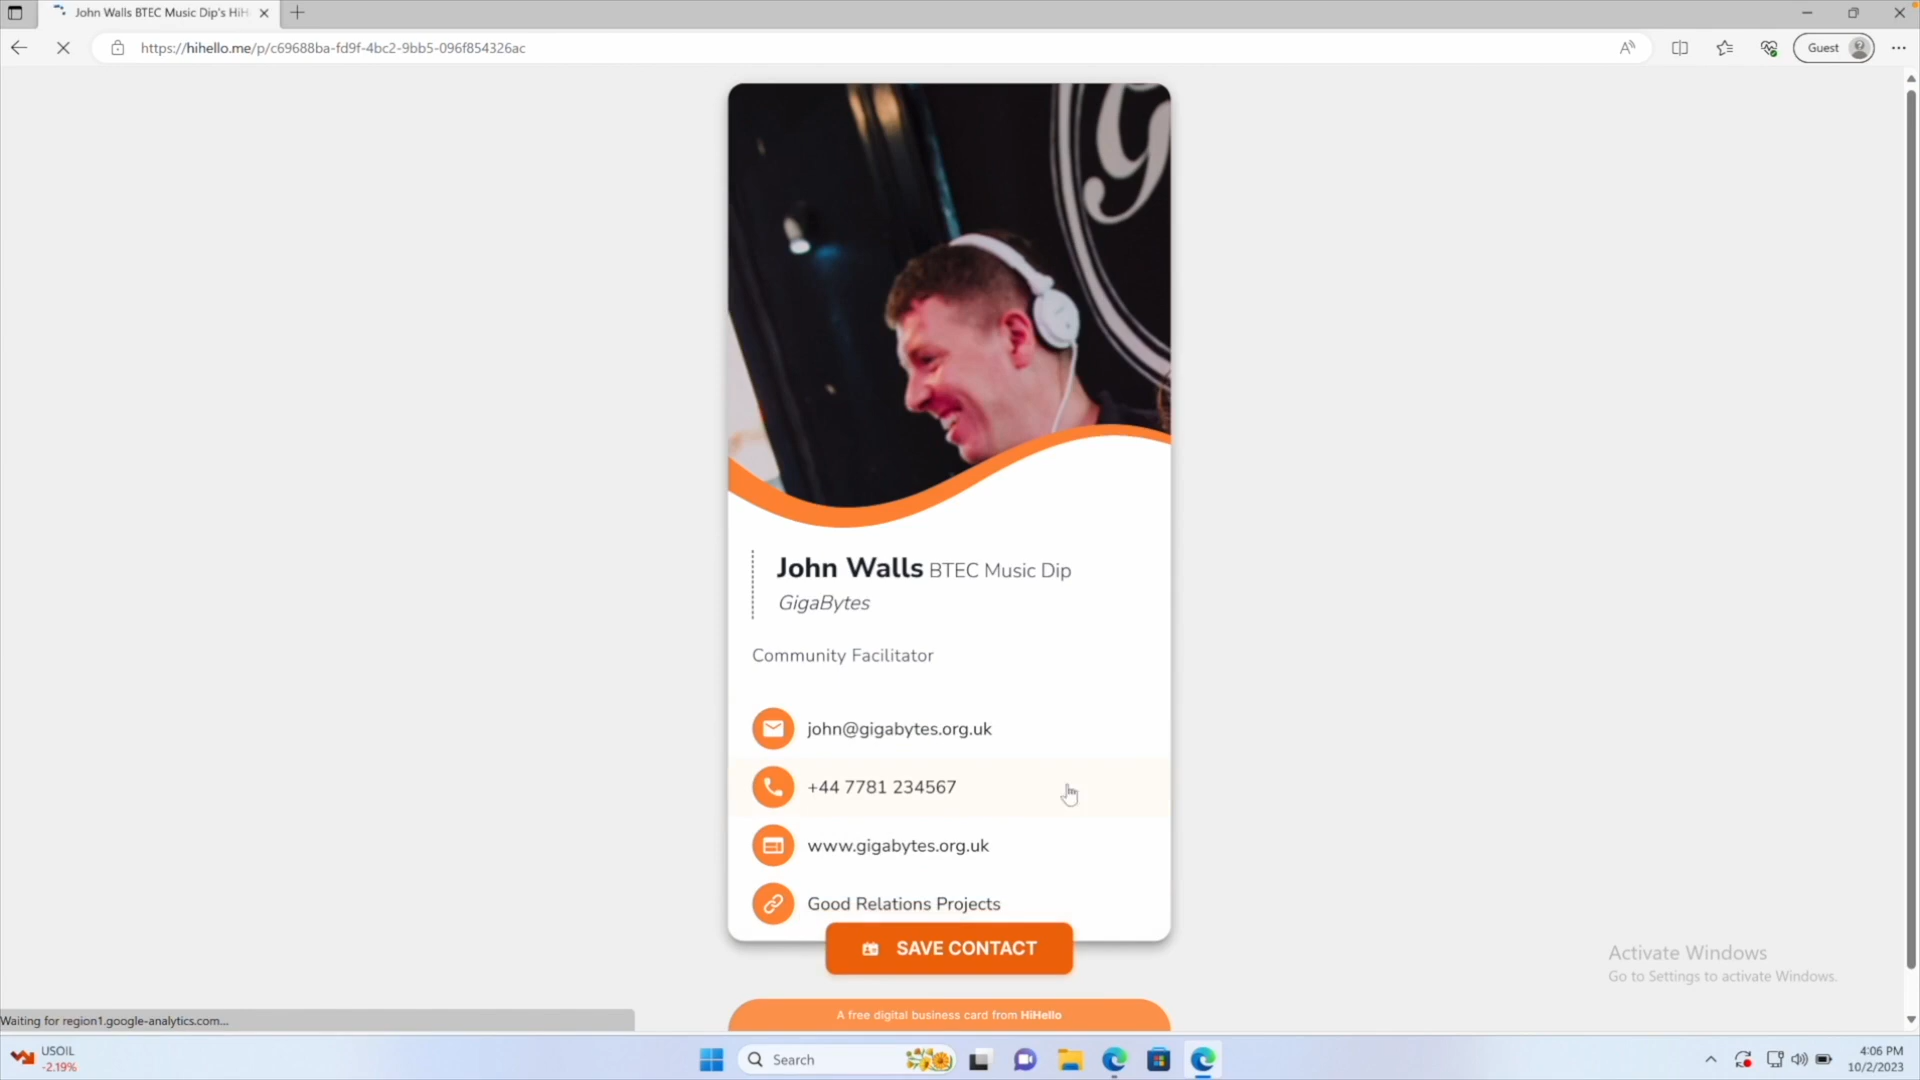 John Walls BTEC Music Dip's HiH
https://hihello.me/p/c69688ba-fd9f-4bc2-9bb5-096f854326ac
Guest
John Walls BTEC Music Dip
GigaBytes
Community Facilitator
john@gigabytes.org.uk
+44 7781 234567
www.gigabytes.org.uk
Good Relations Projects
SAVE CONTACT
A free digital business card from HiHello
Activate Windows
Go to Settings to activate Windows.
Waiting for region1.google-analytics.com...
USOIL
-2.19%
Search
4:06 PM
10/2/2023